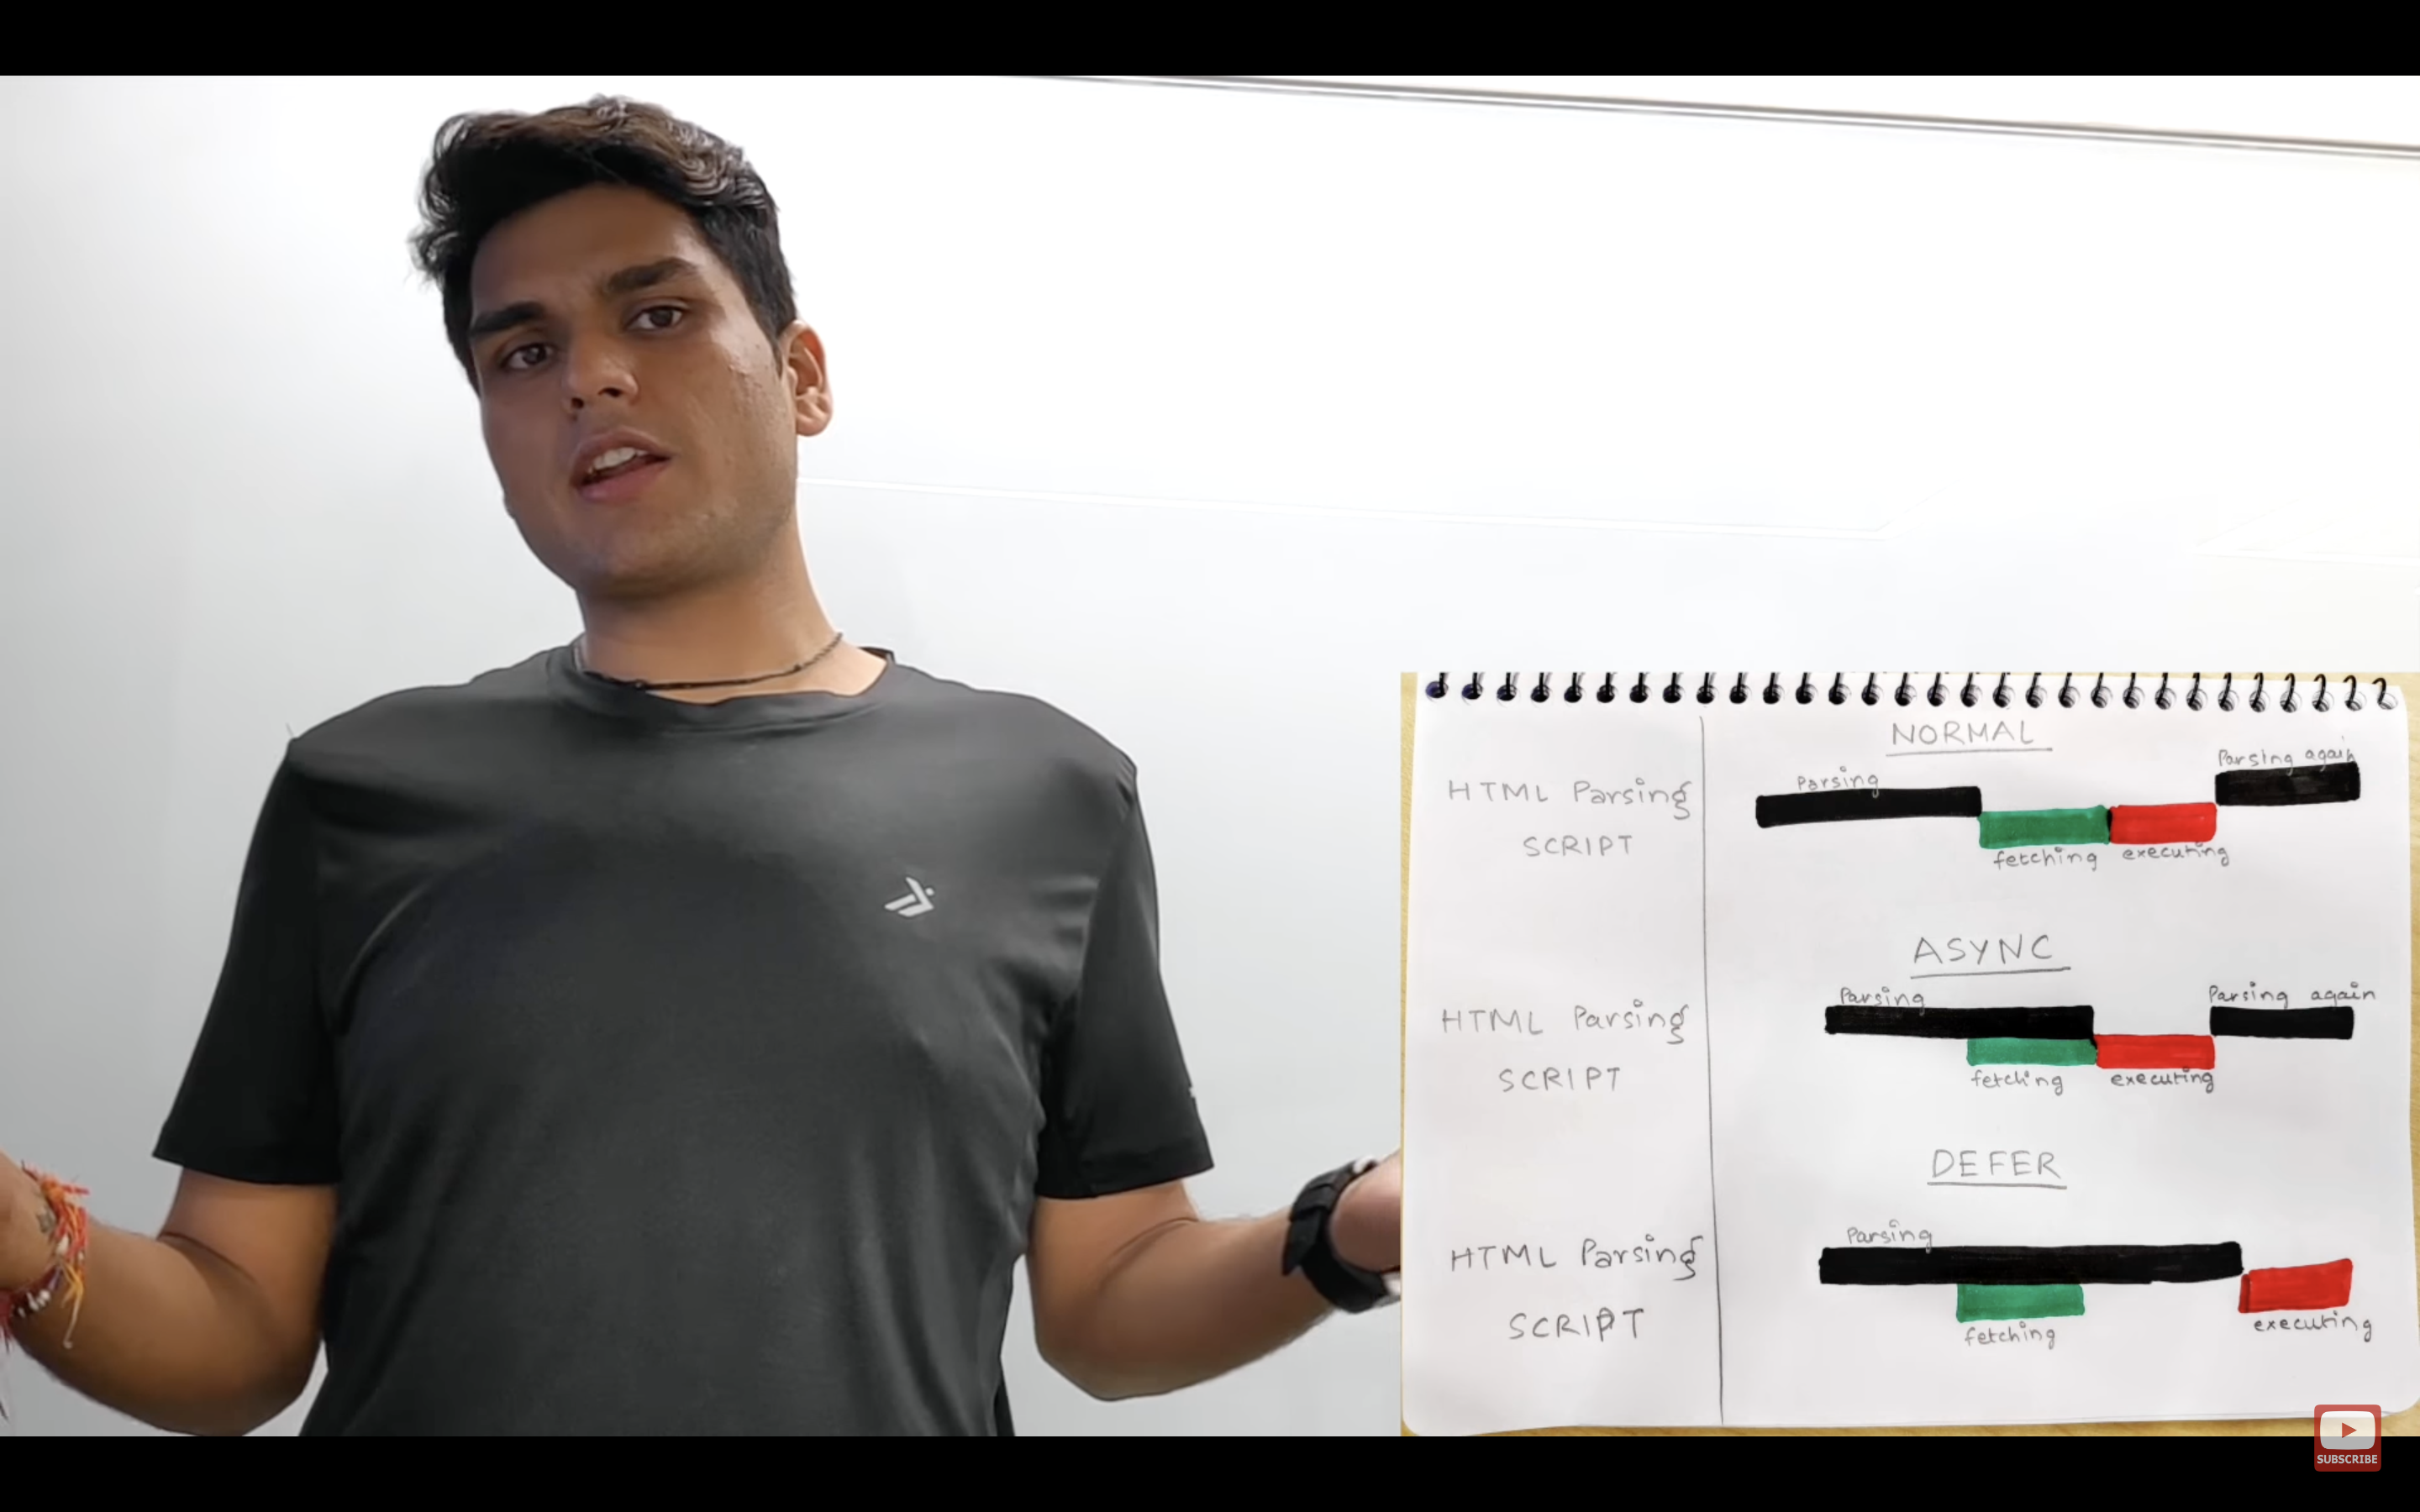 NORMAL
Parsing again
Parsing
HTML Parsing
SCRIPT
fetching executing
ASYNC
Parsing
Parsing again
HTML Parsing
SCRIPT
fetching
executing
DEFER
Parsing
HTML Parsing
SCRIPT
fetching
executing
SUBSCRIBE